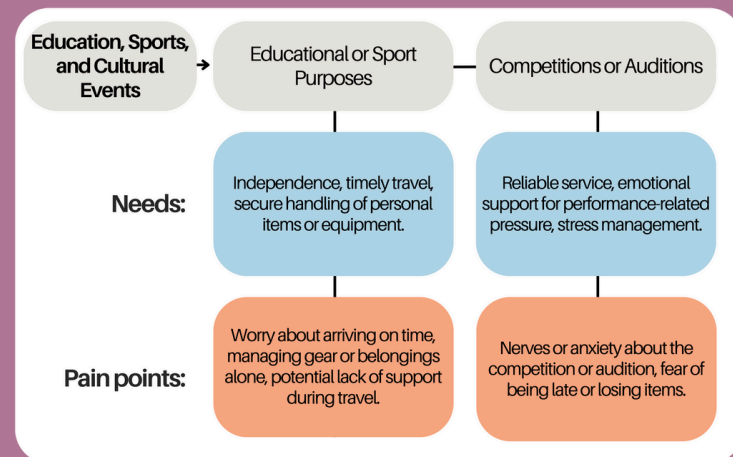 Education, Sports,
and Cultural
Events
Educational or Sport
Purposes
Competitions or Auditions
Needs:
Independence, timely travel,
secure handling of personal
items or equipment.
Reliable service, emotional
support for performance-related
pressure, stress management.
Pain points:
Worry about arriving on time,
managing gear or belongings
alone, potential lack of support
during travel.
Nerves or anxiety about the
competition or audition, fear of
being late or losing items.